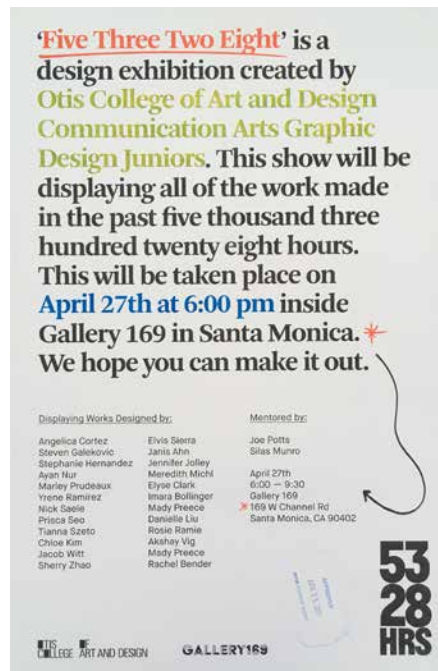 ‘Five Three Two Eight’ is a
design exhibition created by
Otis College of Art and Design
Communication Arts Graphic
Design Juniors. This show will be
displaying all of the work made
in the past five thousand three
hundred twenty eight hours.
This will be taken place on
April 27th at 6:00 pm inside
Gallery 169 in Santa Monica.
We hope you can make it out.
Displaying Works Designed by:
Angelica Cortez
Steven Galekovic
Stephanie Hernandez
Ayan Nur
Marley Prudeaux
Yrene Ramirez
Nick Saele
Prisca Seo
Tianna Szeto
Chloe Kim
Jacob Witt
Sherry Zhao
Elvis Sierra
Janis Ahn
Jennifer Jolley
Meredith Michl
Elyse Clark
Imara Bollinger
Mady Preece
Danielle Liu
Rosie Ramie
Akshay Vig
Mady Preece
Rachel Bender
Mentored by:
Joe Potts
Silas Munro
April 27th
6:00 — 9:30
Gallery 169
169 W Channel Rd
Santa Monica, CA 90402
53
28
HRS
OTIS OF
COLLEGE ART AND DESIGN
GALLERY169